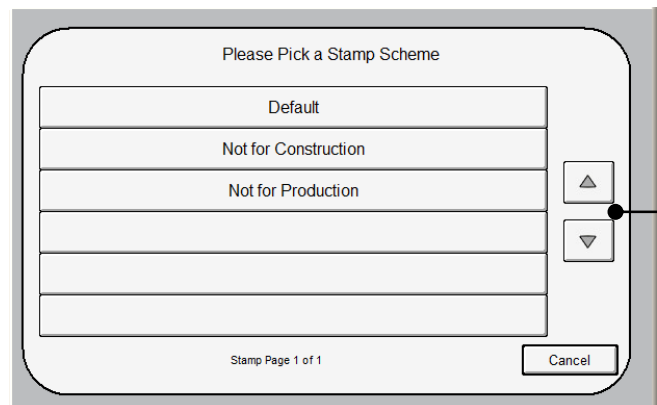 Please Pick a Stamp Scheme
Default
Not for Construction
Not for Production
Stamp Page 1 of 1
Cancel